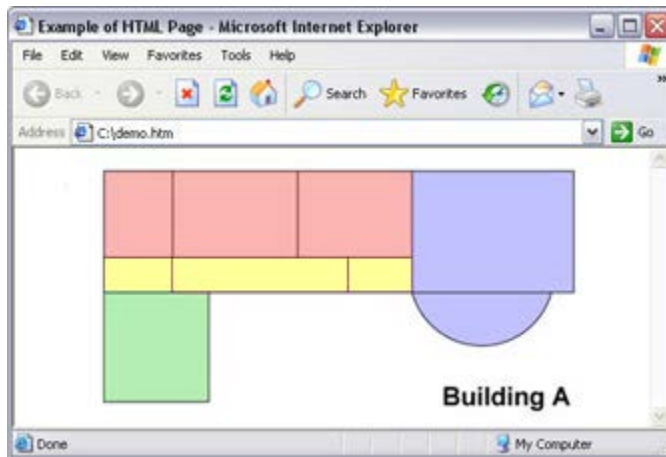 Example of HTML Page - Microsoft Internet Explorer
File Edit View Favorites Tools Help
Back Search Favorites »
Address C:\demo.htm Go
Building A
Done My Computer